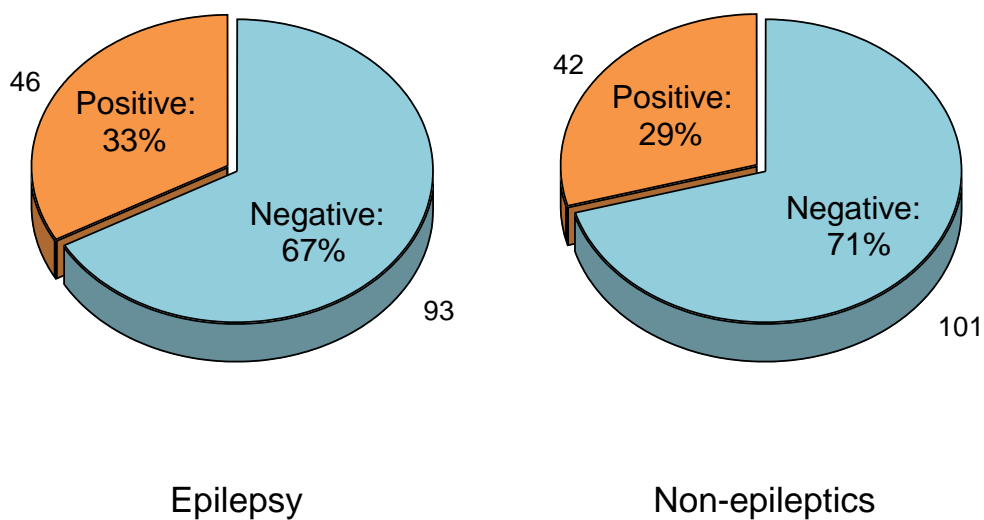 46
Positive:
33%
Negative:
67%
93
42
Positive:
29%
Negative:
71%
101
Epilepsy
Non-epileptics